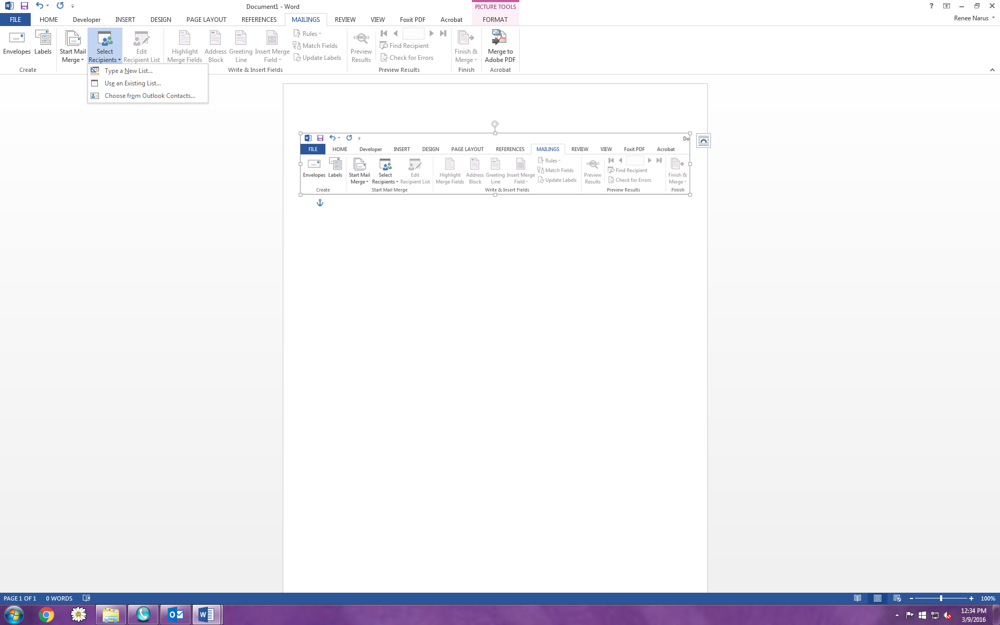 Document1 - Word
PICTURE TOOLS
FILE HOME Developer INSERT DESIGN PAGE LAYOUT REFERENCES MAILINGS REVIEW VIEW Foxit PDF Acrobat FORMAT
Renee Narus
Envelopes
Labels
Create
Start Mail
Merge
Select
Recipients
Edit
Recipient List
Highlight
Merge Fields
Address
Block
Greeting
Line
Insert Merge
Field
Rules
Match Fields
Update Labels
Write & Insert Fields
Preview
Results
Find Recipient
Check for Errors
Preview Results
Finish &
Merge
Finish
Merge to
Adobe PDF
Acrobat
Type a New List...
Use an Existing List...
Choose from Outlook Contacts...
Do
FILE HOME Developer INSERT DESIGN PAGE LAYOUT REFERENCES MAILINGS REVIEW VIEW Foxit PDF Acrobat
Envelopes
Labels
Create
Start Mail
Merge
Select
Recipients
Edit
Recipient List
Start Mail Merge
Highlight
Merge Fields
Address
Block
Greeting
Line
Insert Merge
Field
Rules
Match Fields
Update Labels
Write & Insert Fields
Preview
Results
Find Recipient
Check for Errors
Preview Results
Finish &
Merge
Finish
PAGE 1 OF 1 0 WORDS
100%
12:34 PM
3/9/2016